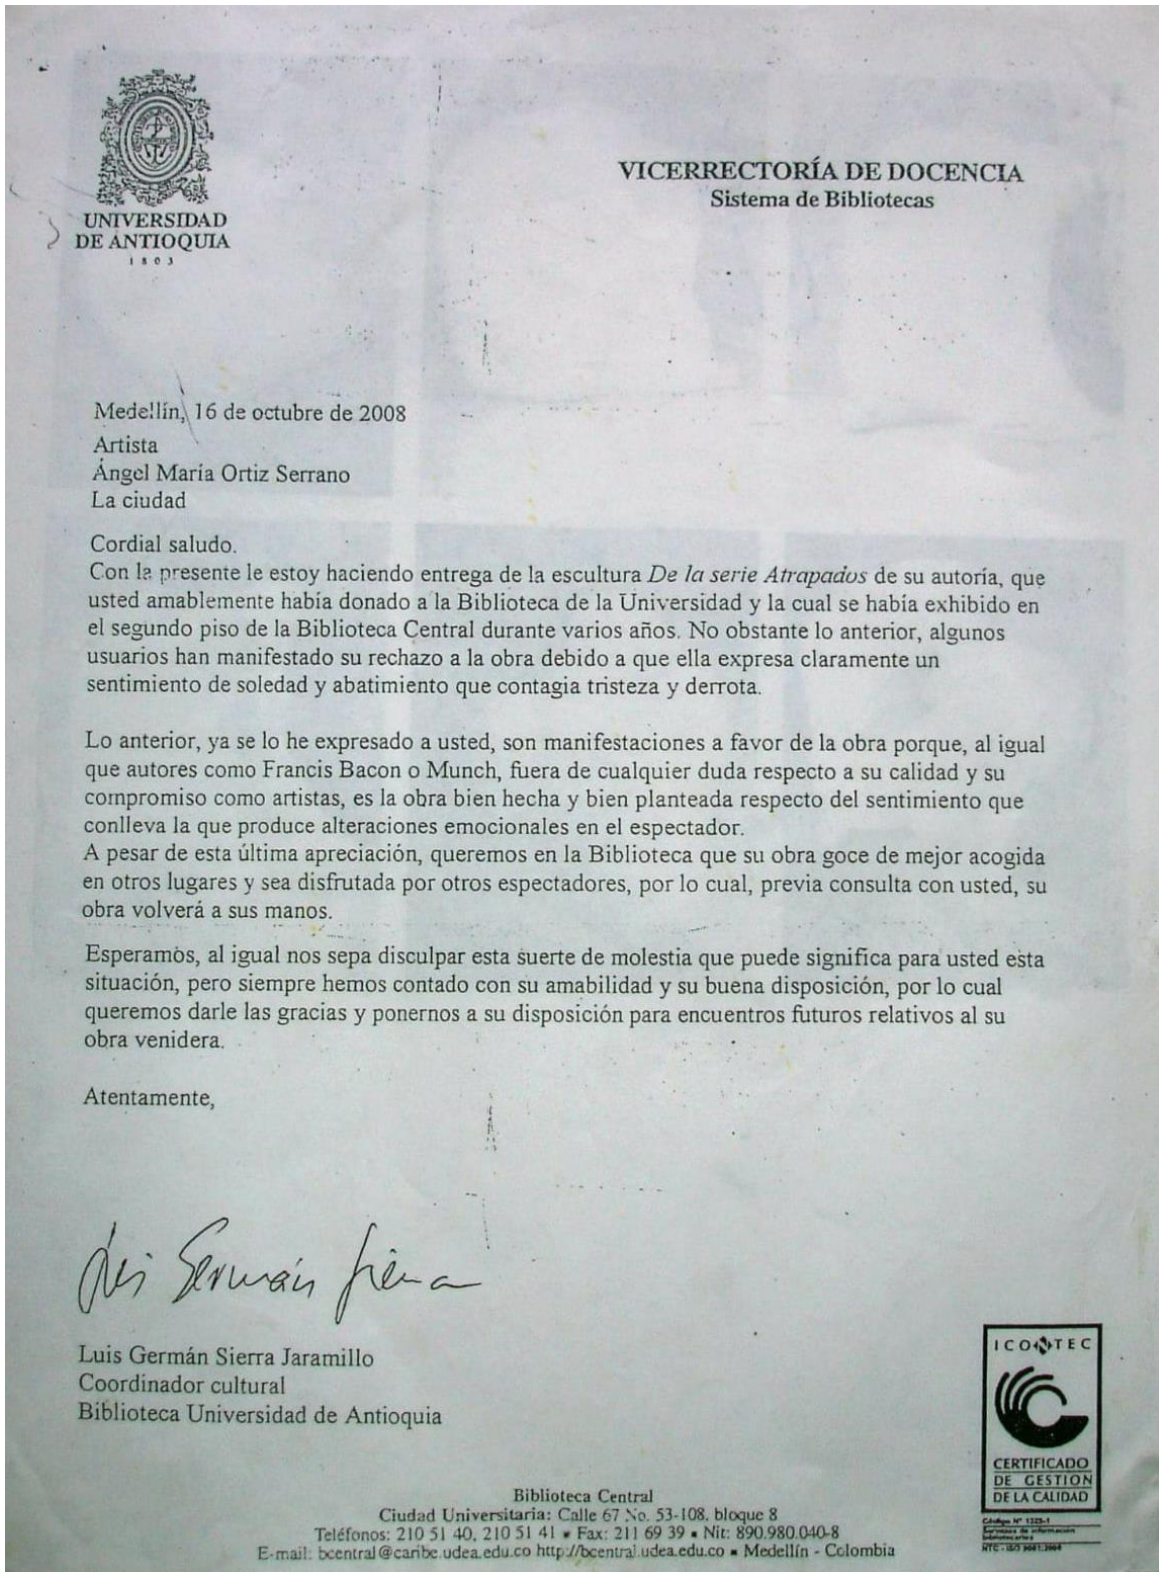 UNIVERSIDAD
DE ANTIOQUIA
1803
VICERRECTORÍA DE DOCENCIA
Sistema de Bibliotecas
Medellín, 16 de octubre de 2008
Artista
Ángel María Ortiz Serrano
La ciudad
Cordial saludo.
Con la presente le estoy haciendo entrega de la escultura De la serie Atrapados de su autoría, que
usted amablemente había donado a la Biblioteca de la Universidad y la cual se había exhibido en
el segundo piso de la Biblioteca Central durante varios años. No obstante lo anterior, algunos
usuarios han manifestado su rechazo a la obra debido a que ella expresa claramente un
sentimiento de soledad y abatimiento que contagia tristeza y derrota.
Lo anterior, ya se lo he expresado a usted, son manifestaciones a favor de la obra porque, al igual
que autores como Francis Bacon o Munch, fuera de cualquier duda respecto a su calidad y su
compromiso como artistas, es la obra bien hecha y bien planteada respecto del sentimiento que
conlleva la que produce alteraciones emocionales en el espectador.
A pesar de esta última apreciación, queremos en la Biblioteca que su obra goce de mejor acogida
en otros lugares y sea disfrutada por otros espectadores, por lo cual, previa consulta con usted, su
obra volverá a sus manos.
Esperamos, al igual nos sepa disculpar esta suerte de molestia que puede significa para usted esta
situación, pero siempre hemos contado con su amabilidad y su buena disposición, por lo cual
queremos darle las gracias y ponernos a su disposición para encuentros futuros relativos al su
obra venidera.
Atentamente,
Luis Germán Sierra
Luis Germán Sierra Jaramillo
Coordinador cultural
Biblioteca Universidad de Antioquia
ICONTEC
CERTIFICADO
DE GESTIÓN
DE LA CALIDAD
Código N° 1225-1
Servicios de información
NTC - ISO 9001:2000
Biblioteca Central
Ciudad Universitaria: Calle 67 No. 53-108, bloque 8
Teléfonos: 210 51 40, 210 51 41 ▪ Fax: 211 69 39 ▪ Nit: 890.980.040-8
E-mail: bcentral@caribe.udea.edu.co http://bcentral.udea.edu.co ▪ Medellín - Colombia